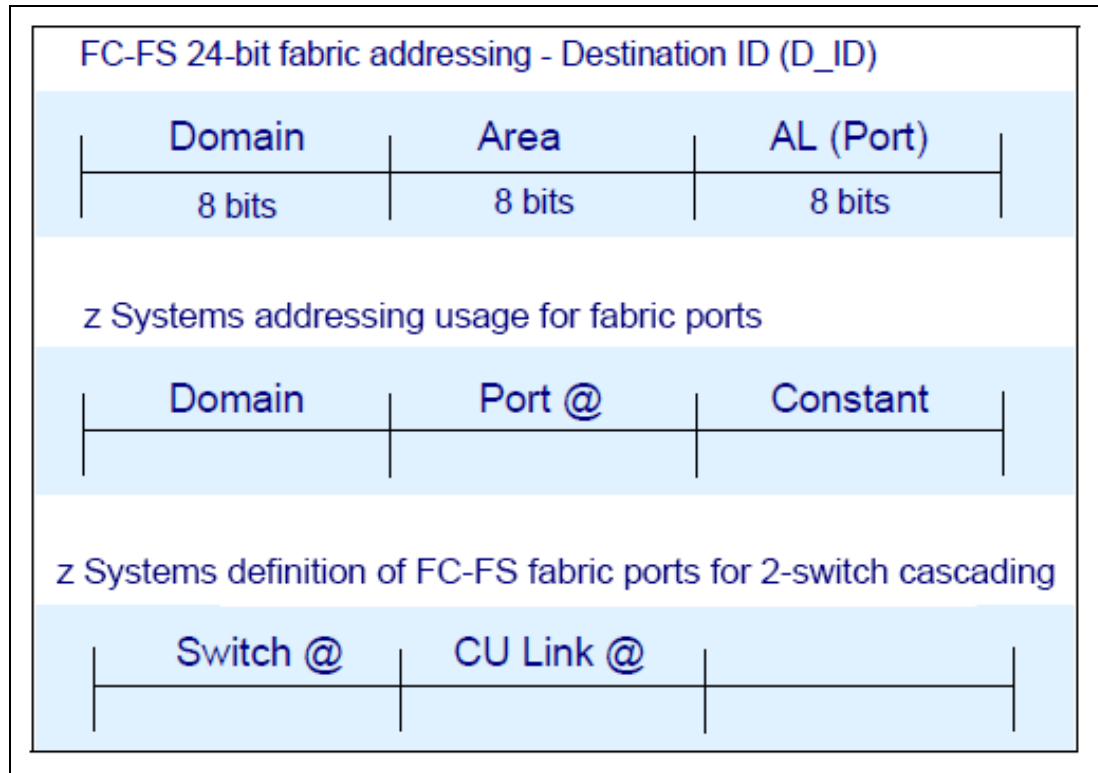 FC-FS 24-bit fabric addressing - Destination ID (D_ID)
Domain Area AL (Port)
8 bits 8 bits 8 bits
z Systems addressing usage for fabric ports
Domain Port @ Constant
z Systems definition of FC-FS fabric ports for 2-switch cascading
Switch @ CU Link @